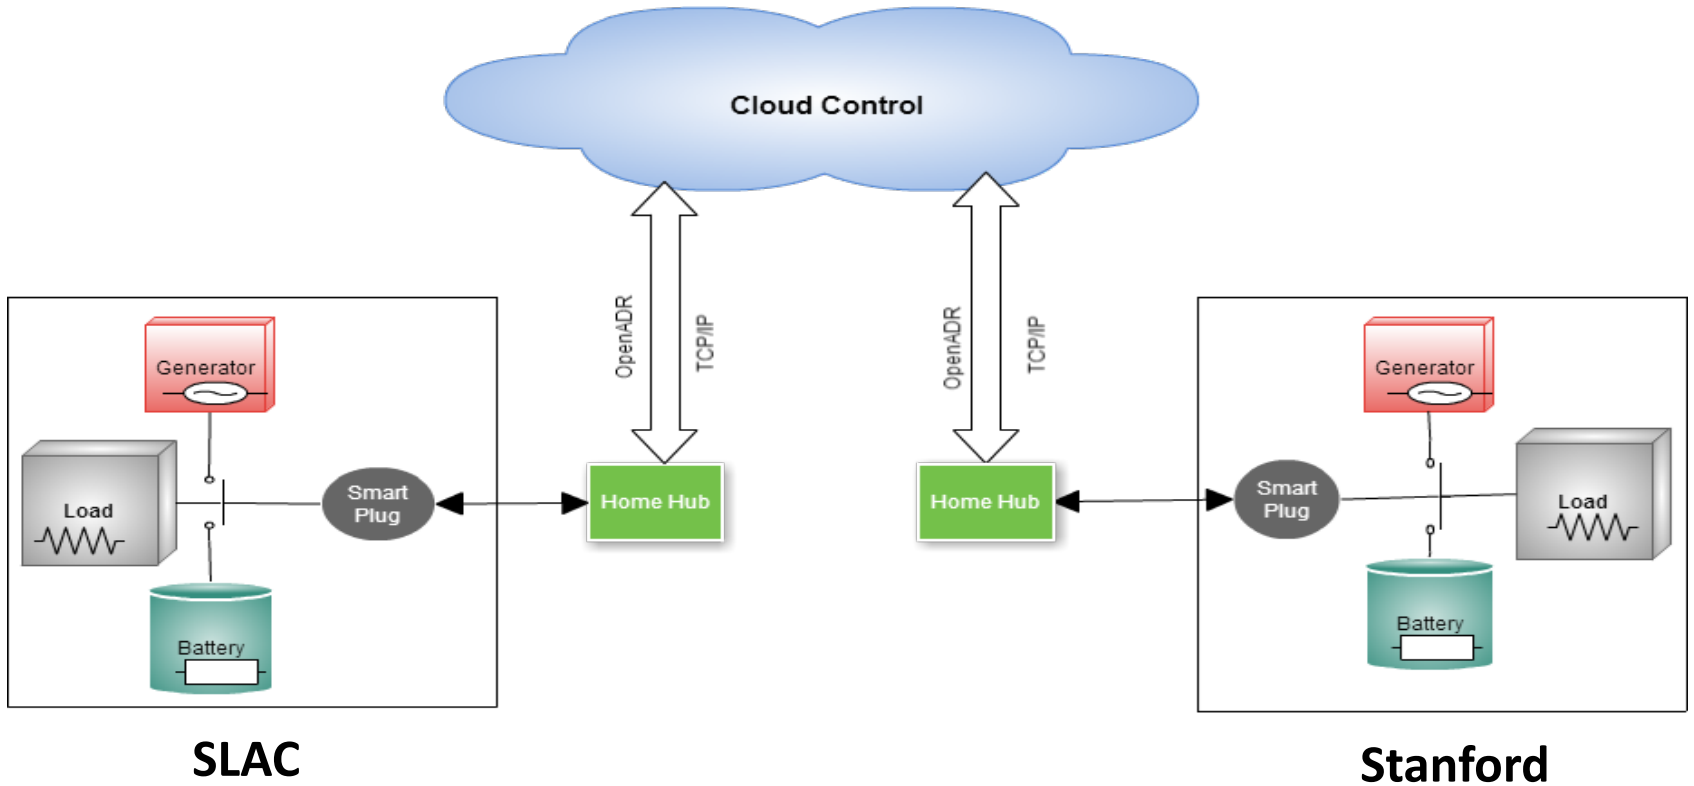 Cloud Control
OpenADR
TCP/IP
OpenADR
TCP/IP
Generator
Load
Smart
Plug
Battery
Home Hub
Home Hub
Generator
Smart
Plug
Load
Battery
SLAC
Stanford